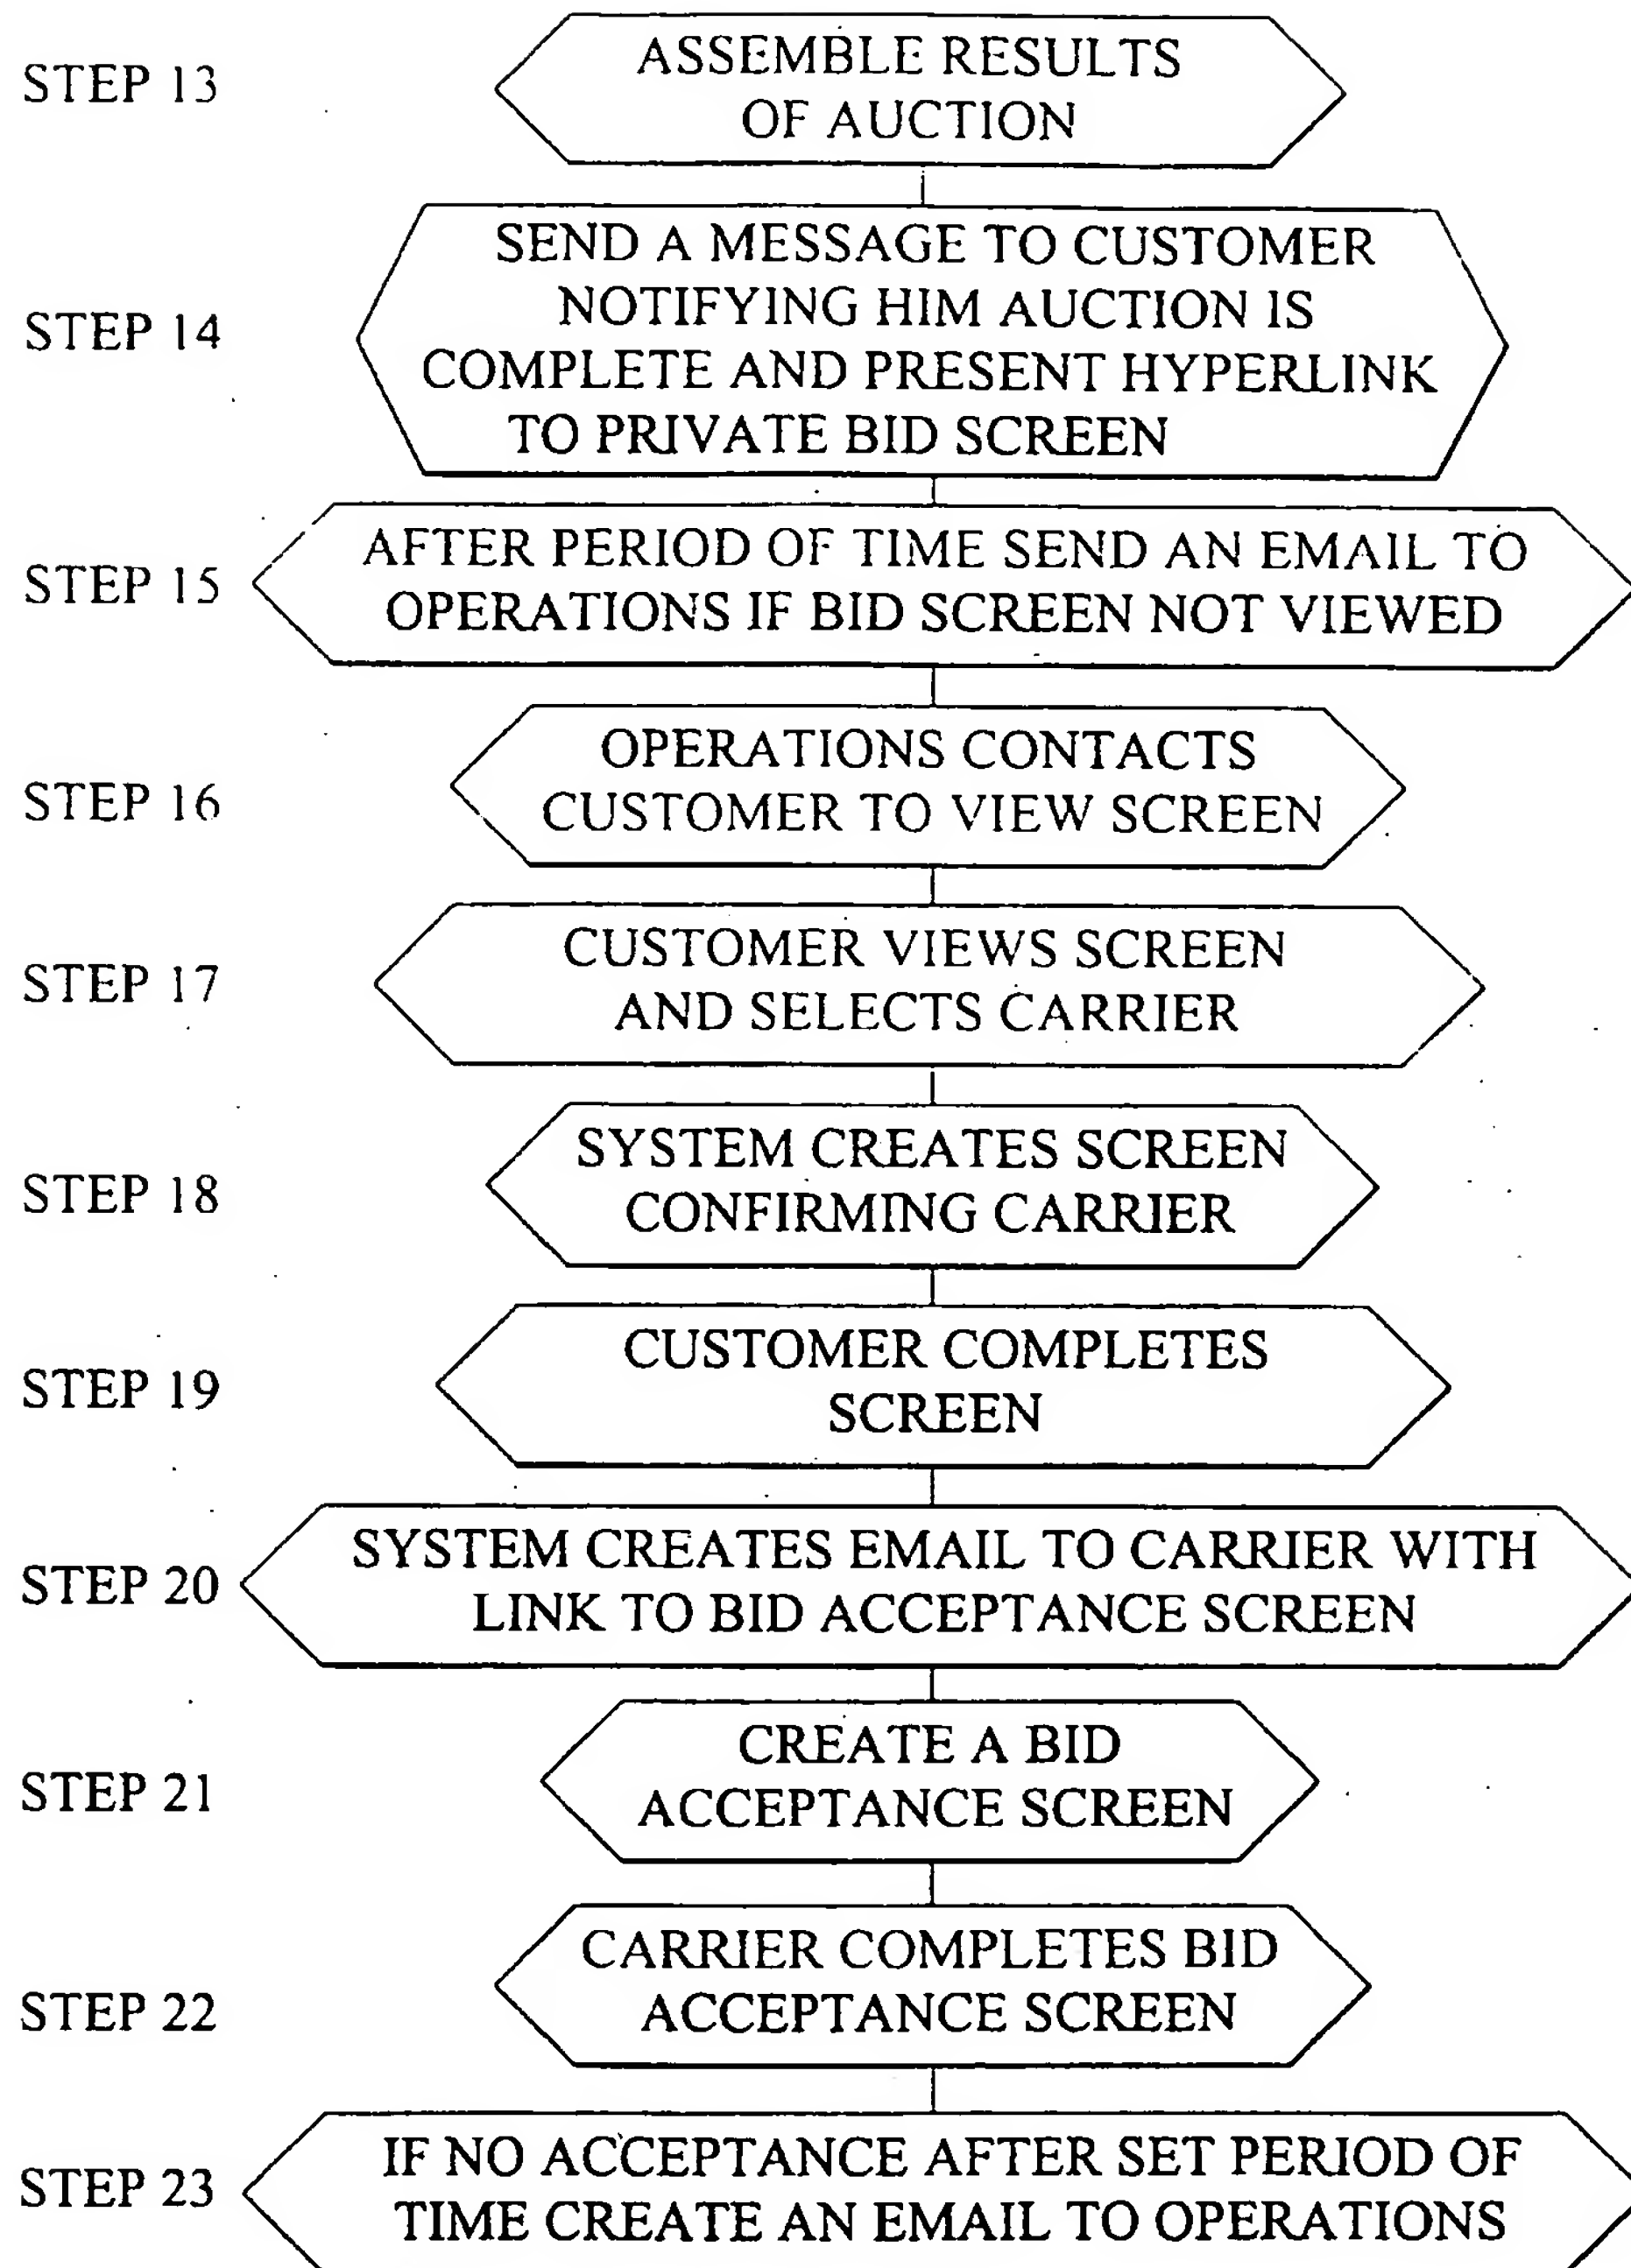 STEP 13
ASSEMBLE RESULTS
OF AUCTION
STEP 14
SEND A MESSAGE TO CUSTOMER
NOTIFYING HIM AUCTION IS
COMPLETE AND PRESENT HYPERLINK
TO PRIVATE BID SCREEN
STEP 15
AFTER PERIOD OF TIME SEND AN EMAIL TO
OPERATIONS IF BID SCREEN NOT VIEWED
STEP 16
OPERATIONS CONTACTS
CUSTOMER TO VIEW SCREEN
STEP 17
CUSTOMER VIEWS SCREEN
AND SELECTS CARRIER
STEP 18
SYSTEM CREATES SCREEN
CONFIRMING CARRIER
STEP 19
CUSTOMER COMPLETES
SCREEN
STEP 20
SYSTEM CREATES EMAIL TO CARRIER WITH
LINK TO BID ACCEPTANCE SCREEN
STEP 21
CREATE A BID
ACCEPTANCE SCREEN
STEP 22
CARRIER COMPLETES BID
ACCEPTANCE SCREEN
STEP 23
IF NO ACCEPTANCE AFTER SET PERIOD OF
TIME CREATE AN EMAIL TO OPERATIONS